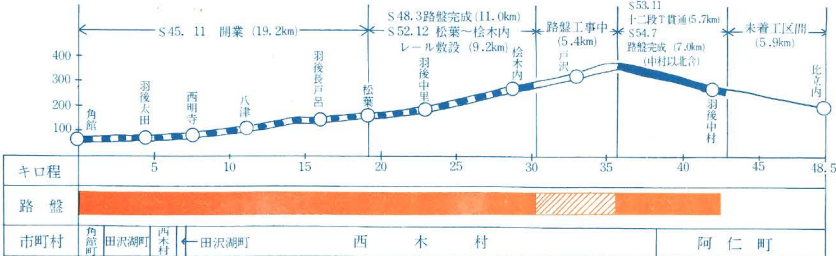 S45.11 開業 (19.2km)
S48.3路盤完成(11.0km)
S52.12 松葉～桧木内
レール敷設 (9.2km)
路盤工事中
(5.4km)
S53.11
十二段T貫通(5.7km)
S54.7
路盤完成 (7.0km)
(中村以北含)
未着工区間
(5.9km)
400
300
200
100
角館
羽後太田
西明寺
八津
羽後長戸呂
松葉
羽後中里
桧木内
戸沢
羽後中村
比立内
キロ程
5
10
15
20
25
30
35
40
45
48.5
路盤
市町村
角館町
田沢湖町
西木村
←田沢湖町
西木村
阿仁町